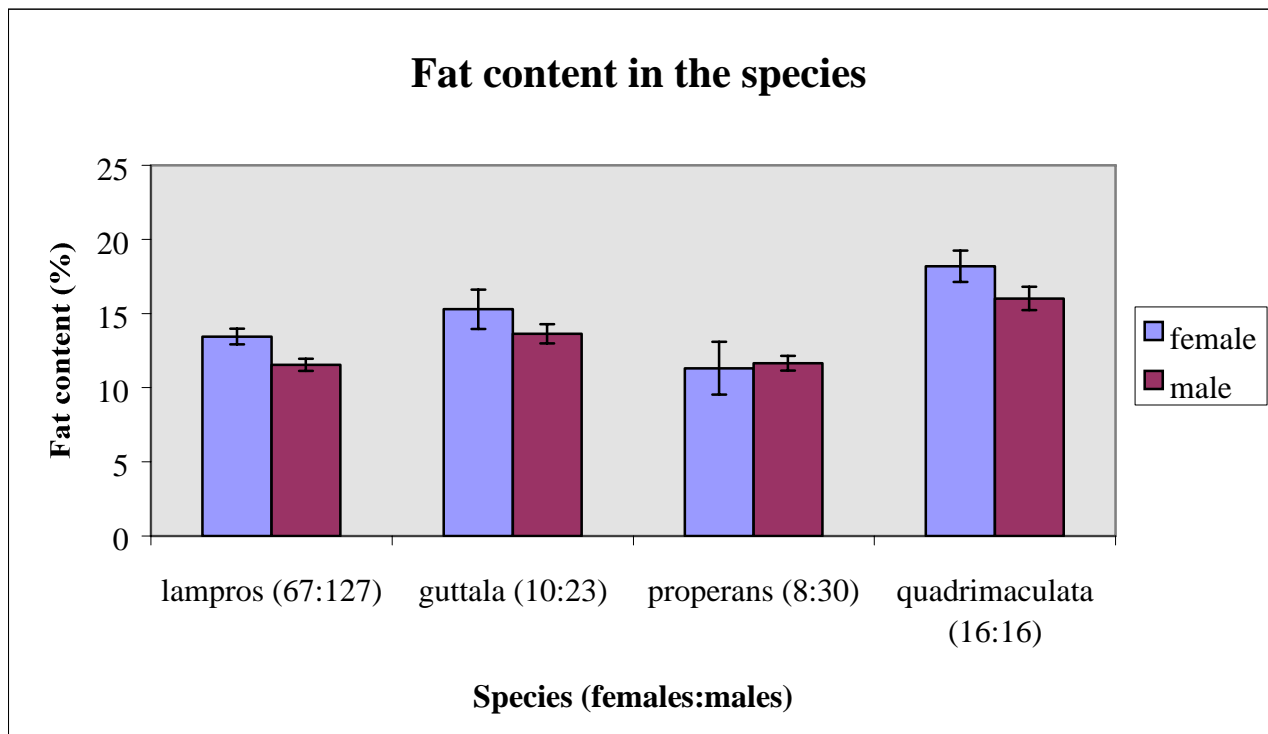 Fat content in the species
25
20
15
10
5
0
Fat content (%)
lampros (67:127)
guttala (10:23)
properans (8:30)
quadrimaculata
(16:16)
Species (females:males)
female
male